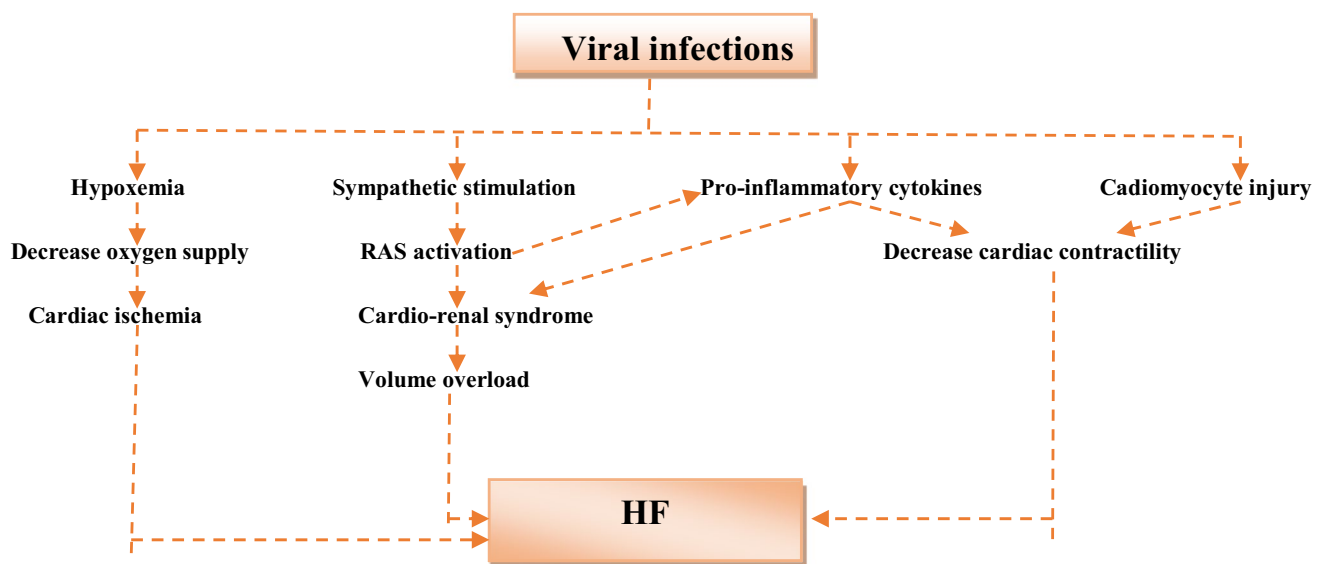 Viral infections
Hypoxemia
Sympathetic stimulation
Pro-inflammatory cytokines
Cadiomyocyte injury
Decrease oxygen supply
RAS activation
Decrease cardiac contractility
Cardiac ischemia
Cardio-renal syndrome
Volume overload
HF